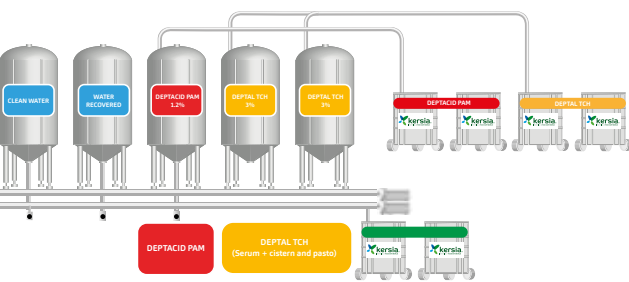 CLEAN WATER
WATER
RECOVERED
DEPTACID PAM
1.2%
DEPTAL TCH
3%
DEPTAL TCH
3%
DEPTACID PAM
DEPTAL TCH
kersia
kersia
kersia
kersia
DEPTACID PAM
DEPTAL TCH
(Serum + cistern and pasto)
kersia
kersia